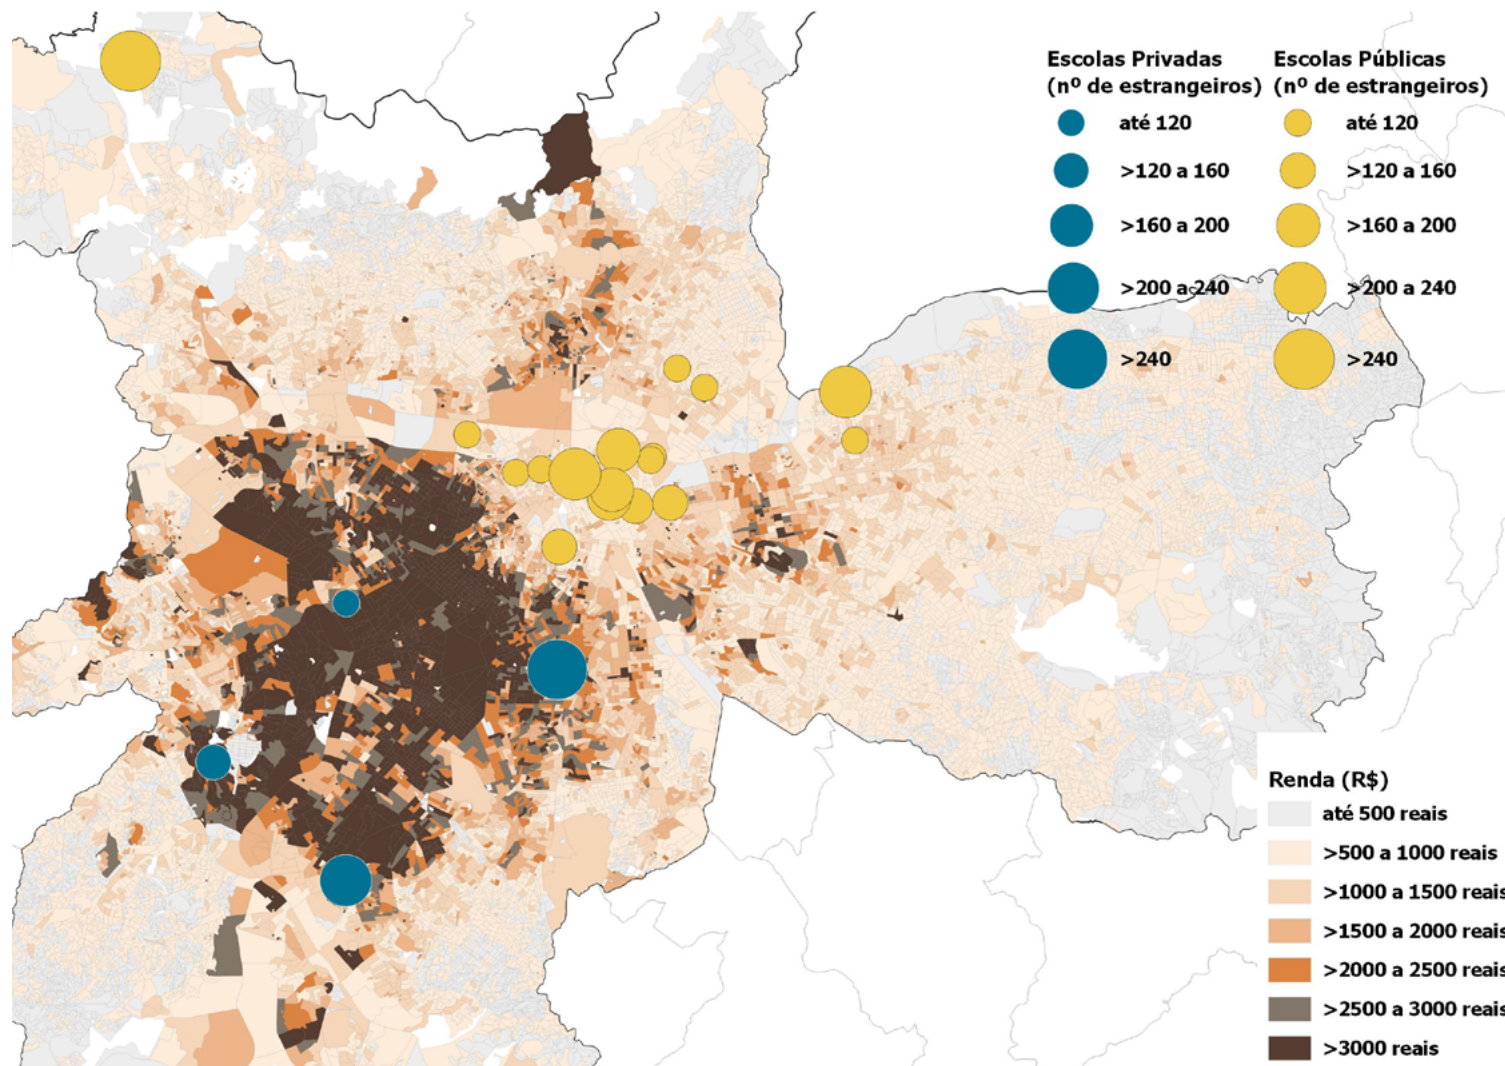 Escolas Privadas
(nº de estrangeiros)
até 120
>120 a 160
>160 a 200
>200 a 240
>240
Escolas Públicas
(nº de estrangeiros)
até 120
>120 a 160
>160 a 200
>200 a 240
>240
Renda (R$)
até 500 reais
>500 a 1000 reais
>1000 a 1500 reais
>1500 a 2000 reais
>2000 a 2500 reais
>2500 a 3000 reais
>3000 reais